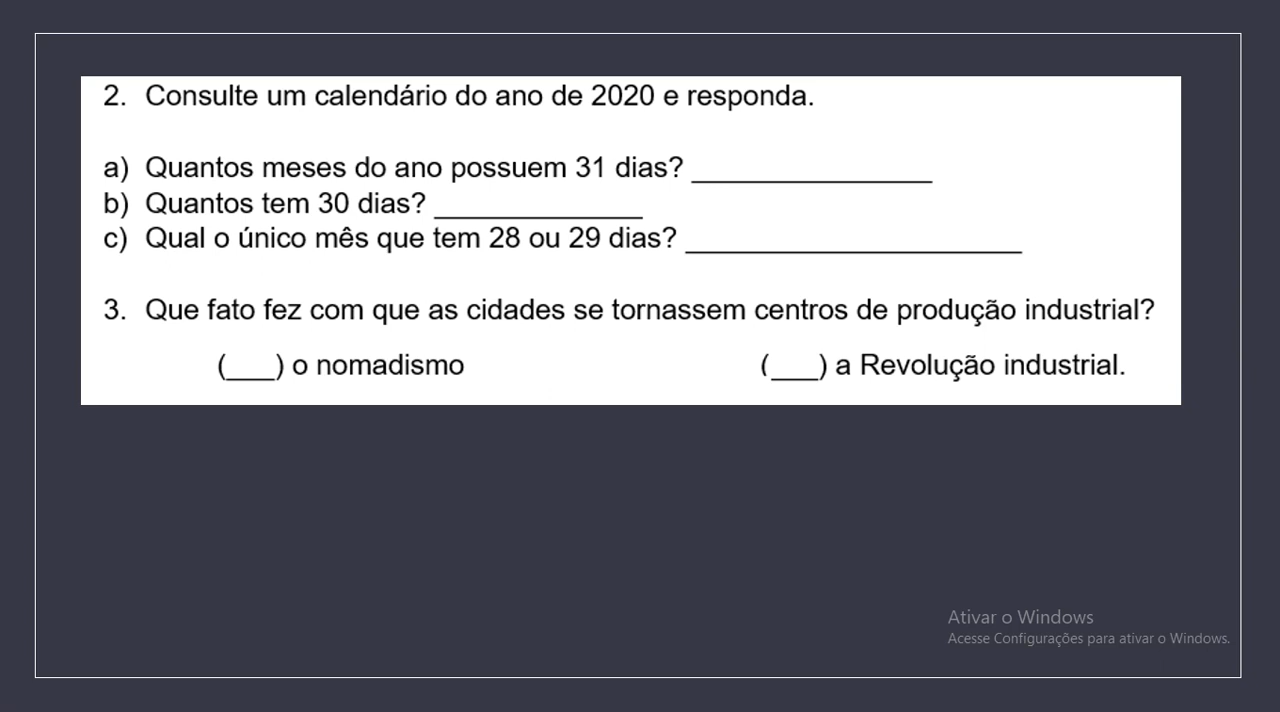 2. Consulte um calendário do ano de 2020 e responda.
a) Quantos meses do ano possuem 31 dias? _______________
b) Quantos tem 30 dias? _____________
c) Qual o único mês que tem 28 ou 29 dias? _____________________
3. Que fato fez com que as cidades se tornassem centros de produção industrial?
(___) o nomadismo (___) a Revolução industrial.
Ativar o Windows
Acesse Configurações para ativar o Windows.